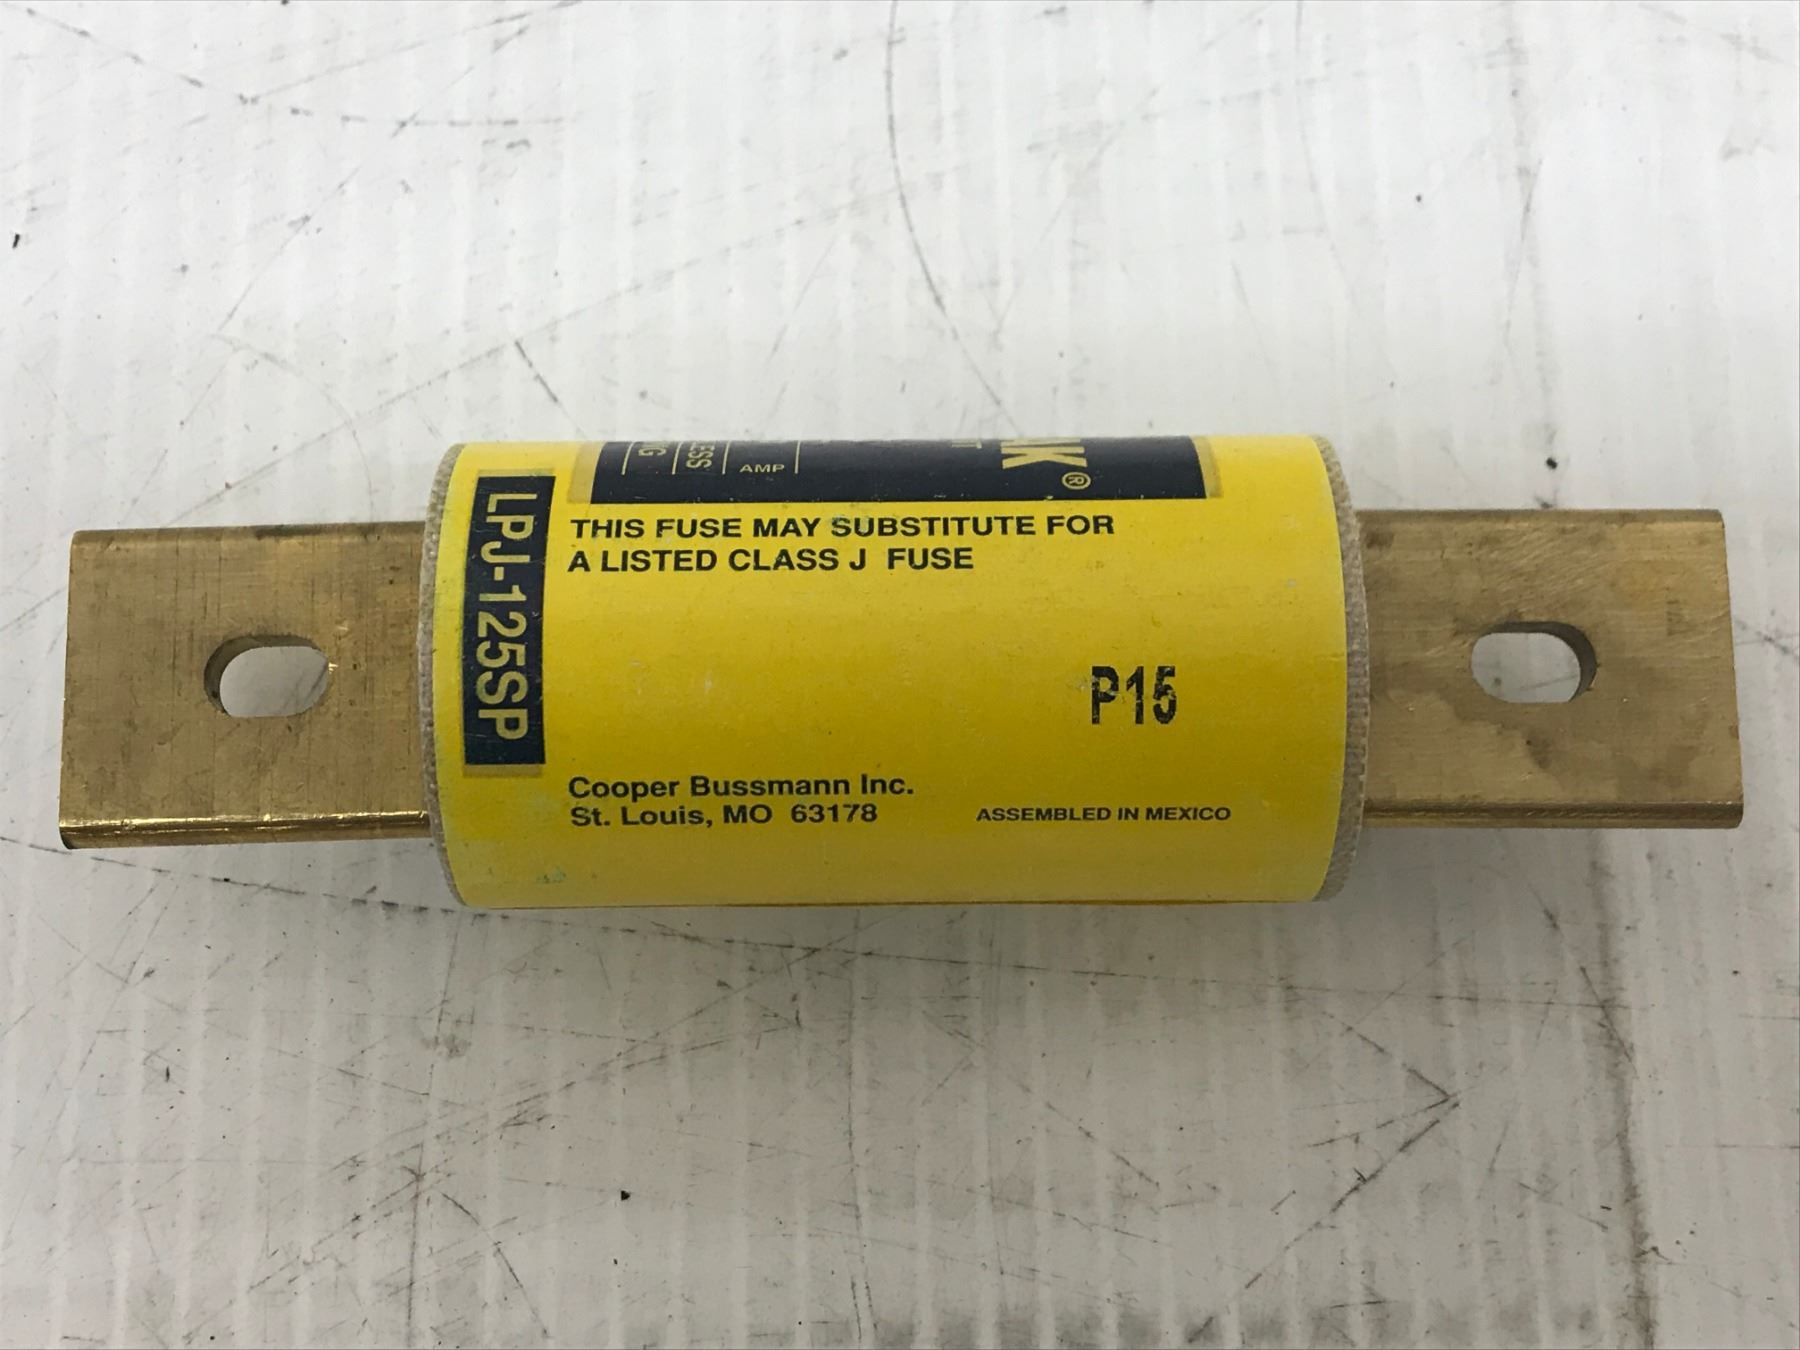 AMP
®
THIS FUSE MAY SUBSTITUTE FOR
A LISTED CLASS J FUSE
LPJ-125SP
P15
Cooper Bussmann Inc.
St. Louis, MO 63178
ASSEMBLED IN MEXICO